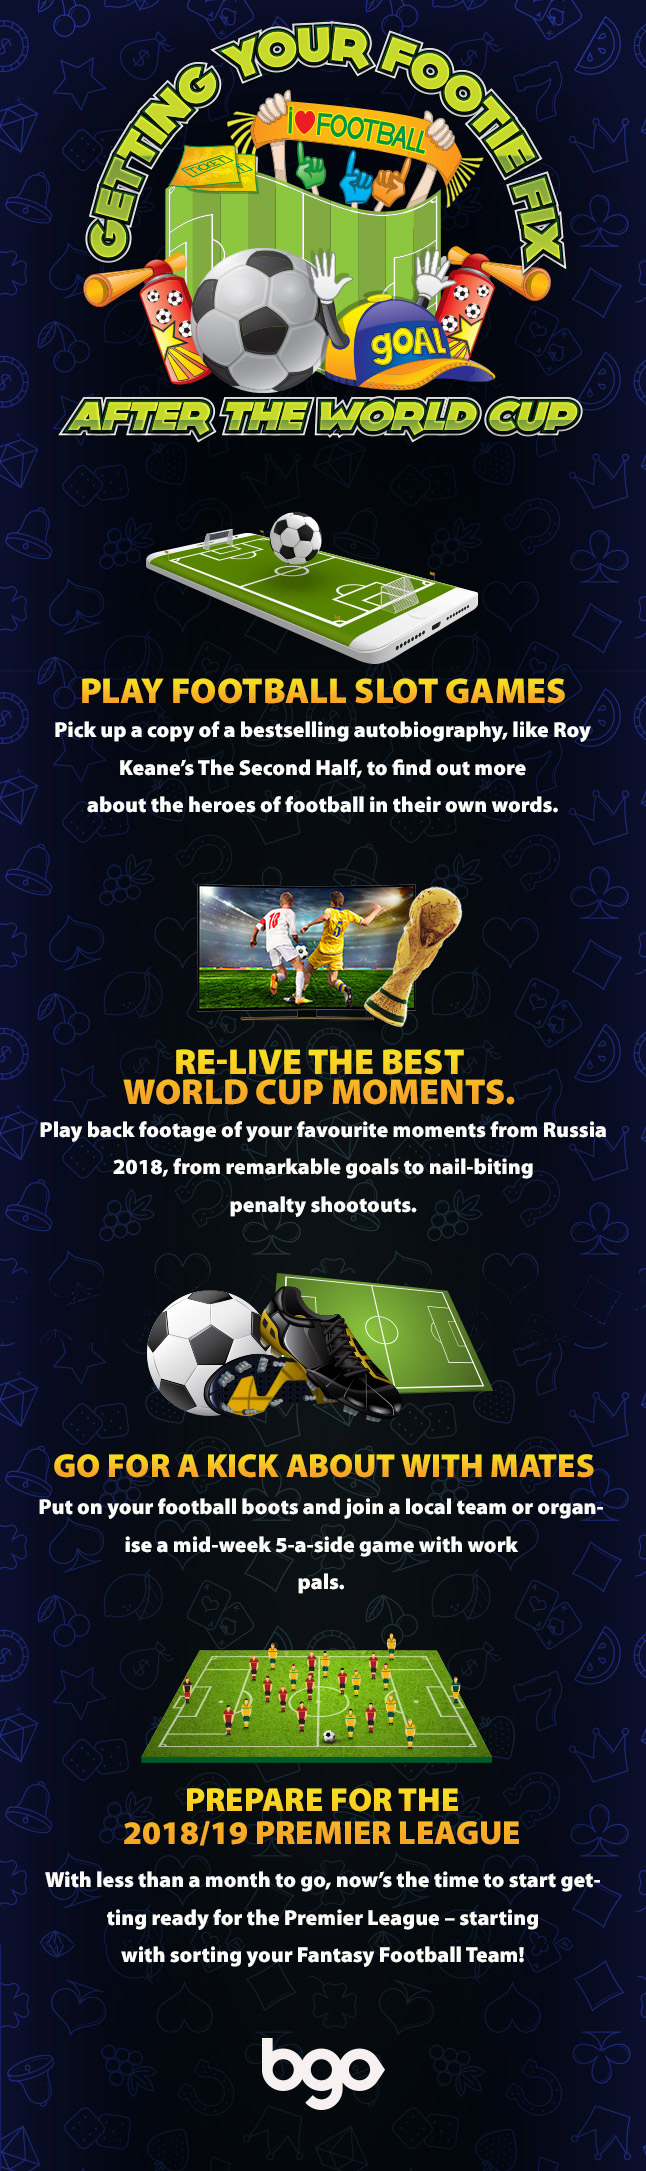 GETTING YOUR FOOTIE FIX
i FOOTBALL
TICKET
GOAL
AFTER THE WORLD CUP
PLAY FOOTBALL SLOT GAMES
Pick up a copy of a bestselling autobiography, like Roy
Keane’s The Second Half, to find out more
about the heroes of football in their own words.
10
RE-LIVE THE BEST
WORLD CUP MOMENTS.
Play back footage of your favourite moments from Russia
2018, from remarkable goals to nail-biting
penalty shootouts.
GO FOR A KICK ABOUT WITH MATES
Put on your football boots and join a local team or organ-
ise a mid-week 5-a-side game with work
pals.
PREPARE FOR THE
2018/19 PREMIER LEAGUE
With less than a month to go, now’s the time to start get-
ting ready for the Premier League – starting
with sorting your Fantasy Football Team!
bgo